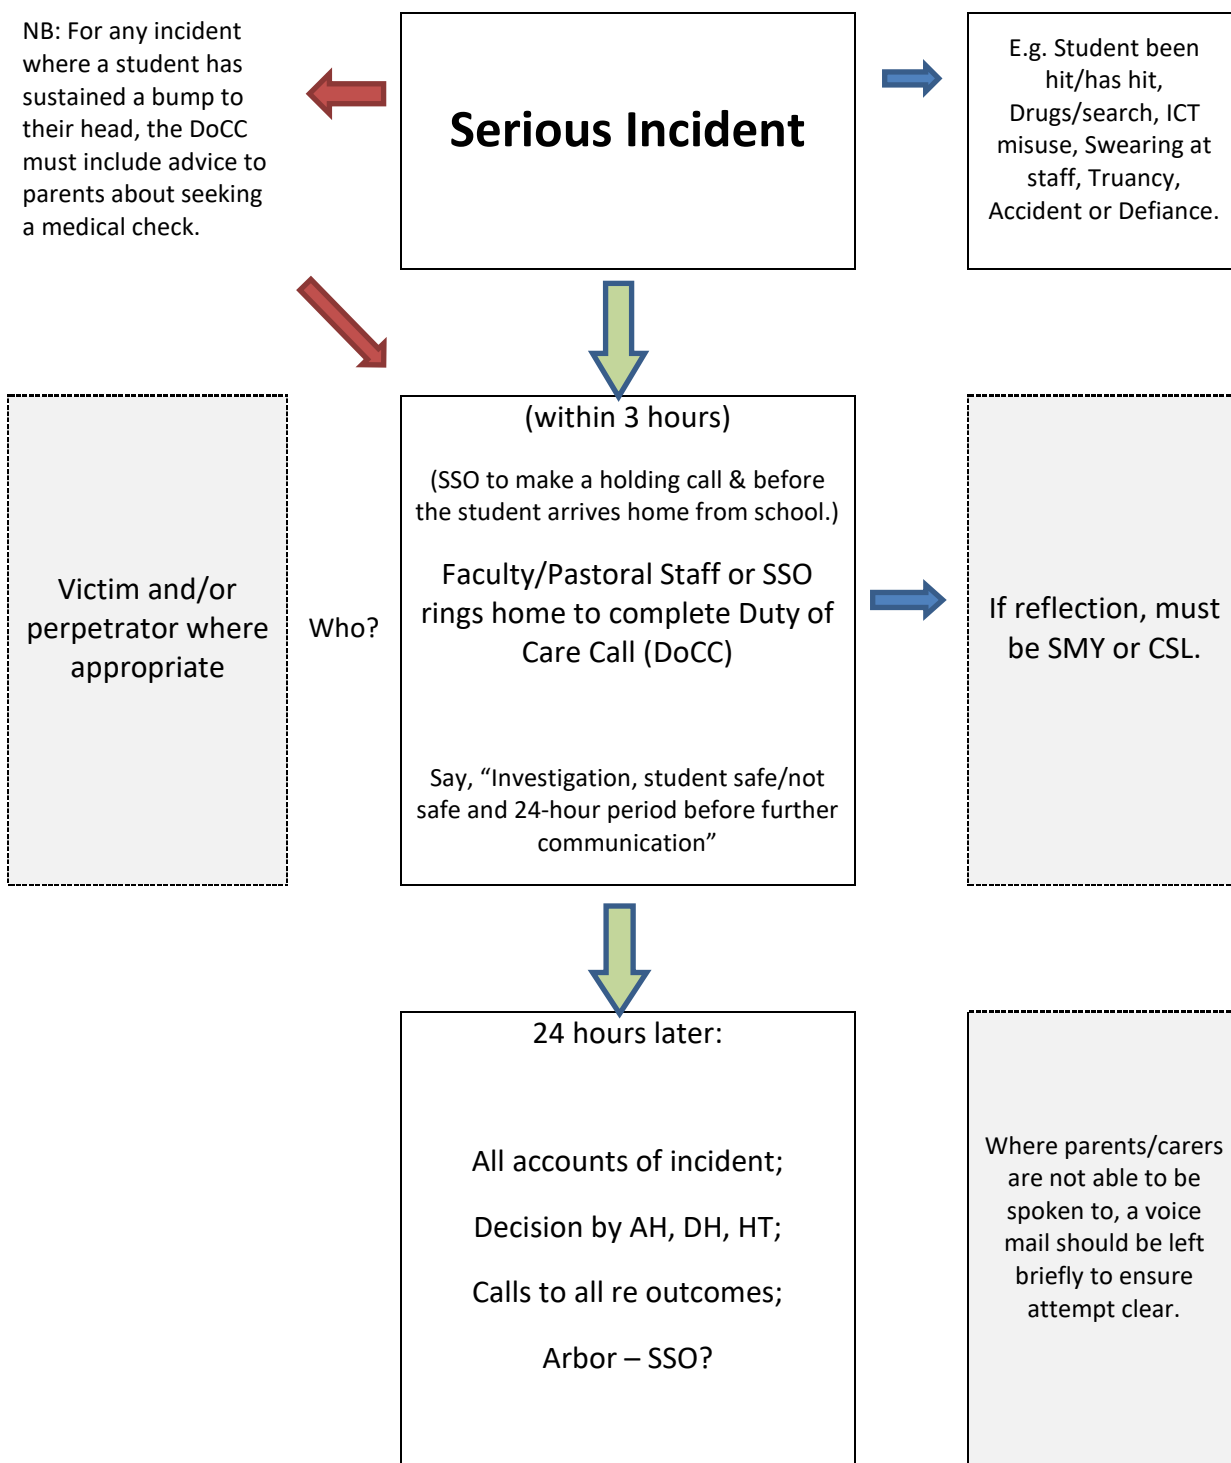 NB: For any incident
where a student has
sustained a bump to
their head, the DoCC
must include advice to
parents about seeking
a medical check.
Serious Incident
E.g. Student been
hit/has hit,
Drugs/search, ICT
misuse, Swearing at
staff, Truancy,
Accident or Defiance.
Victim and/or
perpetrator where
appropriate
Who?
(within 3 hours)
(SSO to make a holding call & before
the student arrives home from school.)
Faculty/Pastoral Staff or SSO
rings home to complete Duty of
Care Call (DoCC)
Say, “Investigation, student safe/not
safe and 24-hour period before further
communication”
If reflection, must
be SMY or CSL.
24 hours later:
All accounts of incident;
Decision by AH, DH, HT;
Calls to all re outcomes;
Arbor – SSO?
Where parents/carers
are not able to be
spoken to, a voice
mail should be left
briefly to ensure
attempt clear.